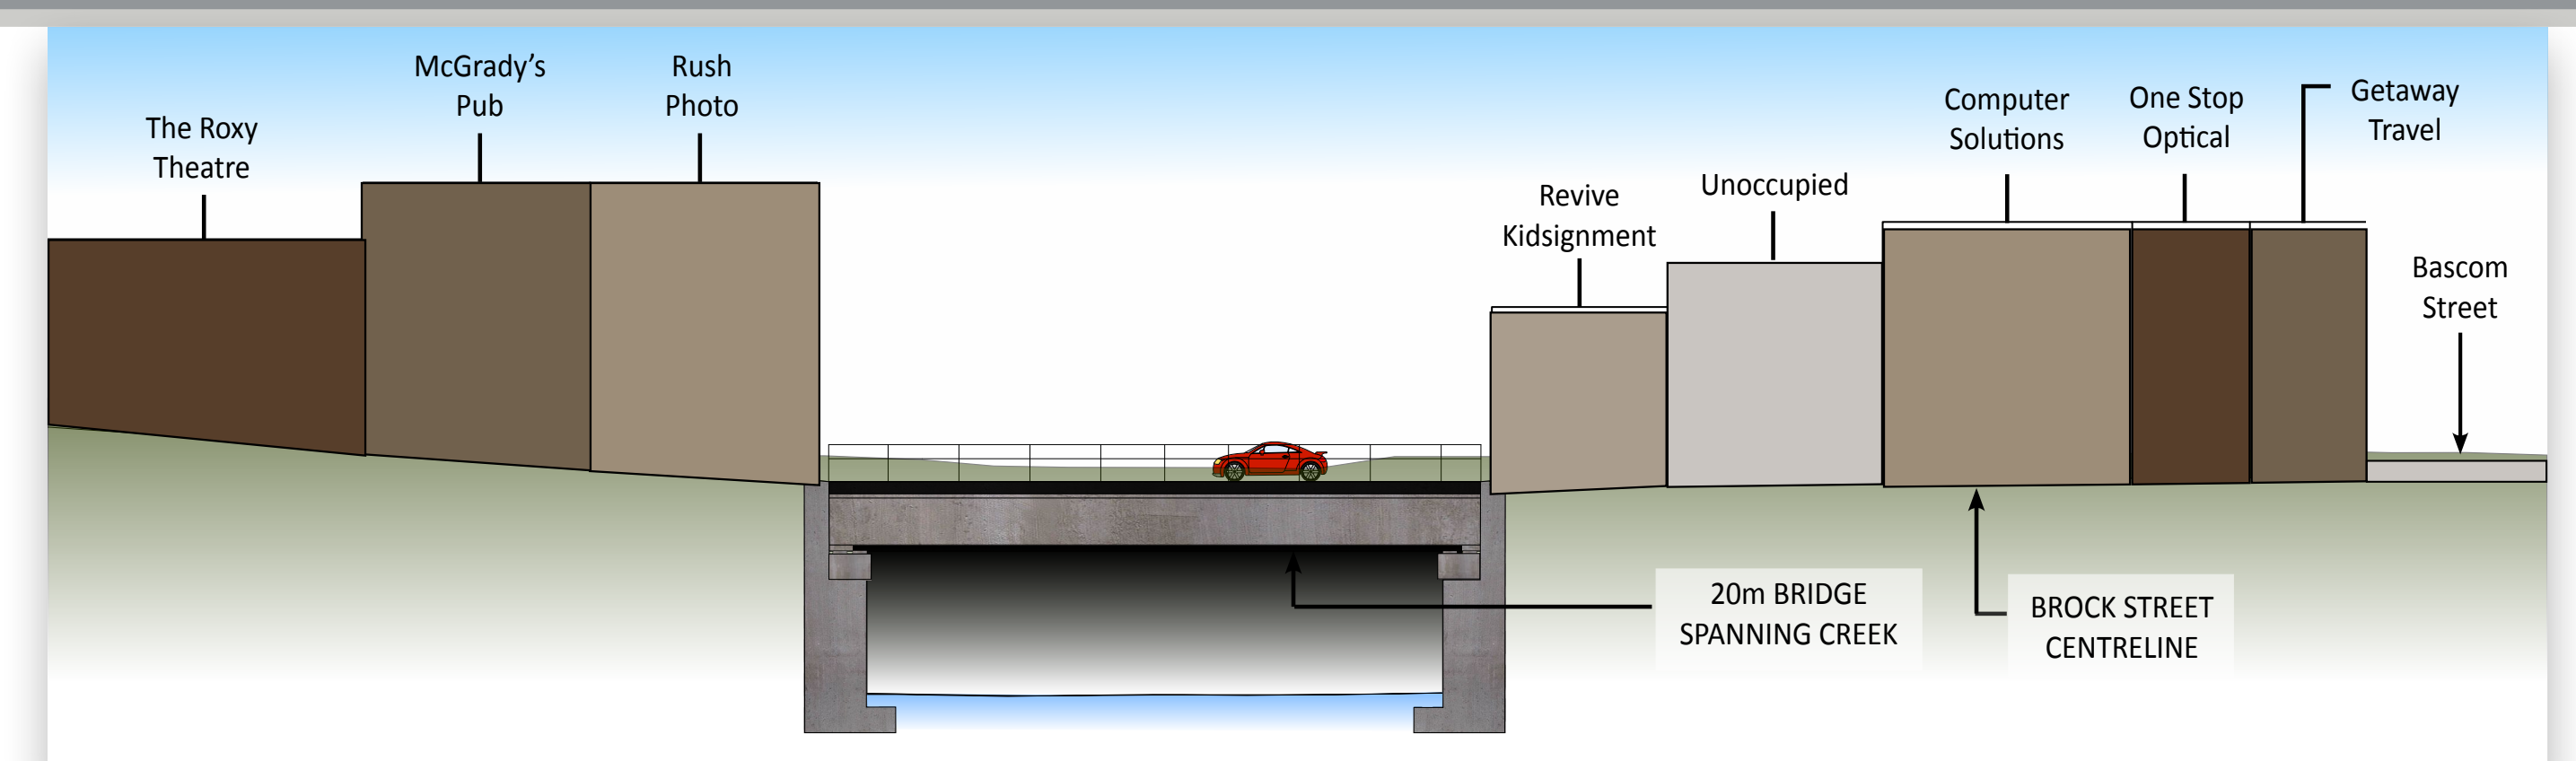 The Roxy
Theatre
McGrady's
Pub
Rush
Photo
Revive
Kidsignment
Unoccupied
Computer
Solutions
One Stop
Optical
Getaway
Travel
Bascom
Street
20m BRIDGE
SPANNING CREEK
BROCK STREET
CENTRELINE